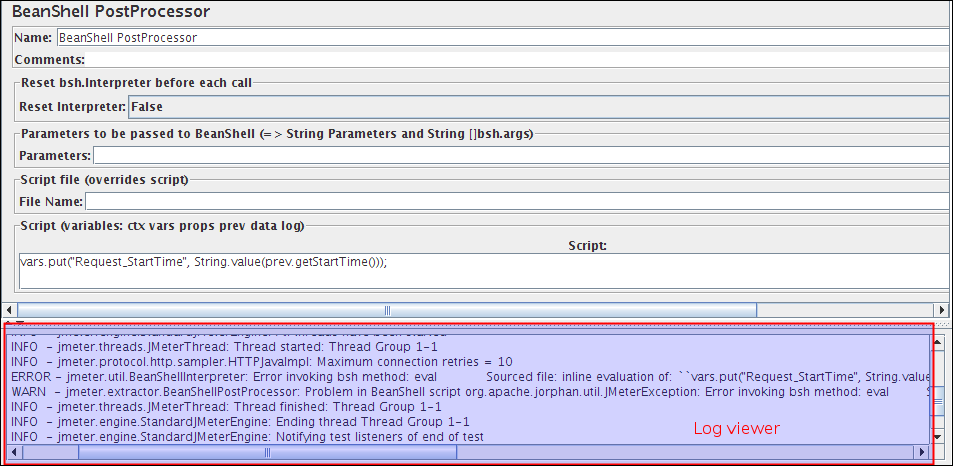 BeanShell PostProcessor
Name: BeanShell PostProcessor
Comments:
Reset bsh.Interpreter before each call
Reset Interpreter: False
Parameters to be passed to BeanShell (=> String Parameters and String []bsh.args)
Parameters:
Script file (overrides script)
File Name:
Script (variables: ctx vars props prev data log)
Script:
vars.put("Request_StartTime", String.value(prev.getStartTime()));
INFO - jmeter.threads.JMeterThread: Thread started: Thread Group 1-1
INFO - jmeter.protocol.http.sampler.HTTPJavaImpl: Maximum connection retries = 10
ERROR - jmeter.util.BeanShellInterpreter: Error invoking bsh method: eval Sourced file: inline evaluation of: ``vars.put("Request_StartTime", String.value
WARN - jmeter.extractor.BeanShellPostProcessor: Problem in BeanShell script org.apache.jorphan.util.JMeterException: Error invoking bsh method: eval
INFO - jmeter.threads.JMeterThread: Thread finished: Thread Group 1-1
INFO - jmeter.engine.StandardJMeterEngine: Ending thread Thread Group 1-1
INFO - jmeter.engine.StandardJMeterEngine: Notifying test listeners of end of test
Log viewer